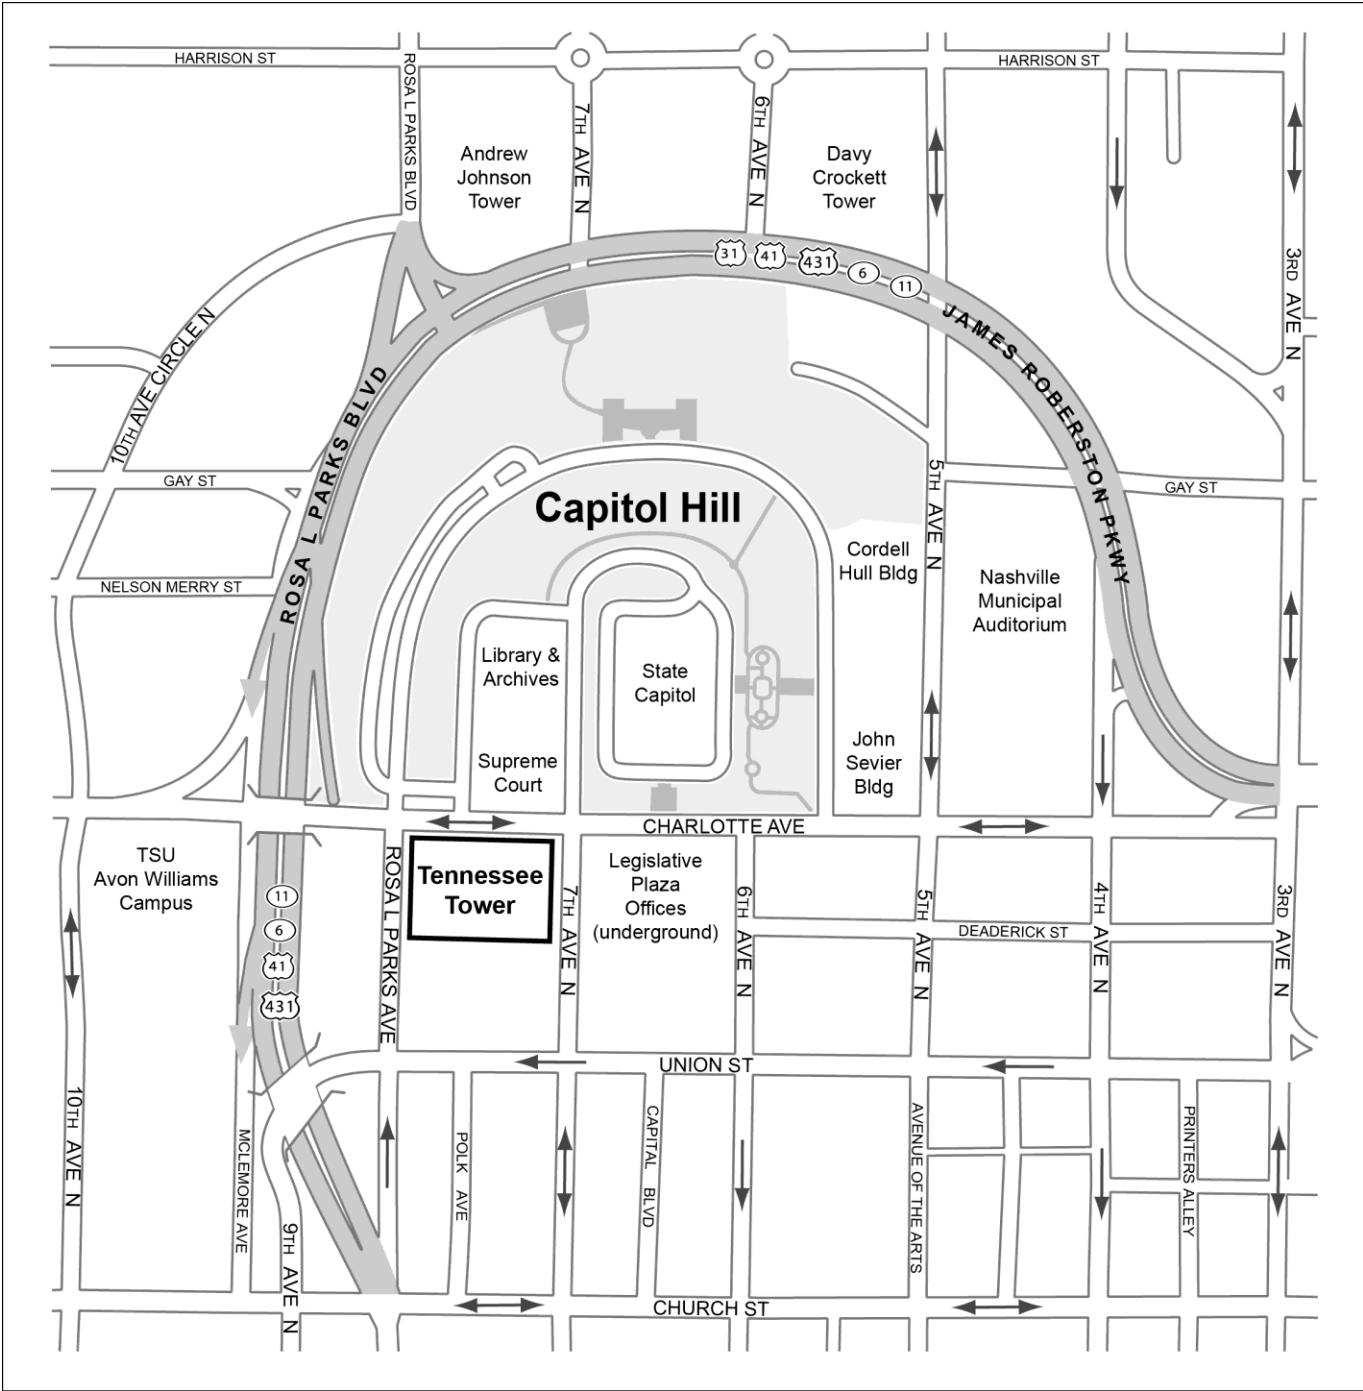 HARRISON ST
HARRISON ST
ROSA L PARKS BLVD
7TH AVE N
6TH AVE N
Andrew
Johnson
Tower
Davy
Crockett
Tower
3RD AVE N
31
41
431
6
11
JAMES ROBERSTON PKWY
10TH AVE CIRCLE N
ROSA L PARKS BLVD
GAY ST
5TH AVE N
GAY ST
Capitol Hill
Cordell
Hull Bldg
Nashville
Municipal
Auditorium
NELSON MERRY ST
Library &
Archives
State
Capitol
Supreme
Court
John
Sevier
Bldg
CHARLOTTE AVE
TSU
Avon Williams
Campus
11
6
41
431
ROSA L PARKS AVE
Tennessee
Tower
7TH AVE N
Legislative
Plaza
Offices
(underground)
6TH AVE N
5TH AVE N
DEADERICK ST
4TH AVE N
3RD AVE N
UNION ST
10TH AVE N
MCLEMORE AVE
9TH AVE N
POLK AVE
CAPITAL BLVD
AVENUE OF THE ARTS
PRINTERS ALLEY
CHURCH ST